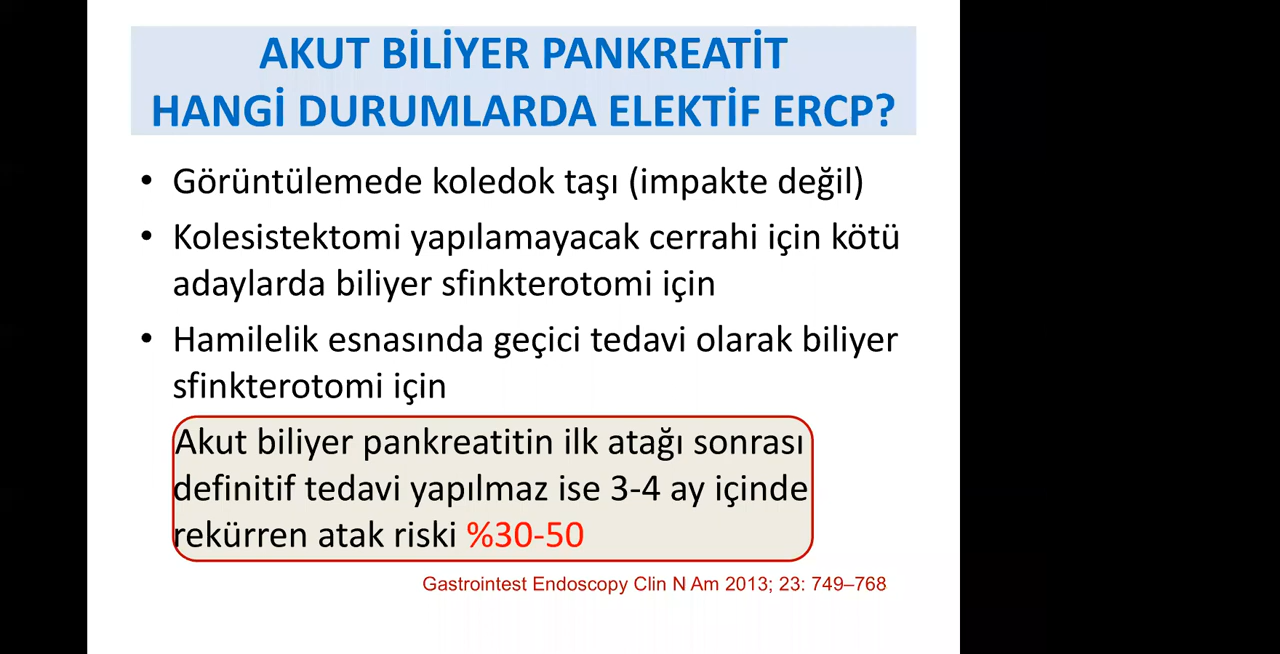 AKUT BİLİYER PANKREATİT
HANGİ DURUMLARDA ELEKTİF ERCP?
• Görüntülemede koledok taşı (impakte değil)
• Kolesistektomi yapılamayacak cerrahi için kötü
adaylarda biliyer sfinkterotomi için
• Hamilelik esnasında geçici tedavi olarak biliyer
sfinkterotomi için
Akut biliyer pankreatitin ilk atağı sonrası
definitif tedavi yapılmaz ise 3-4 ay içinde
rekürren atak riski %30-50
Gastrointest Endoscopy Clin N Am 2013; 23: 749–768